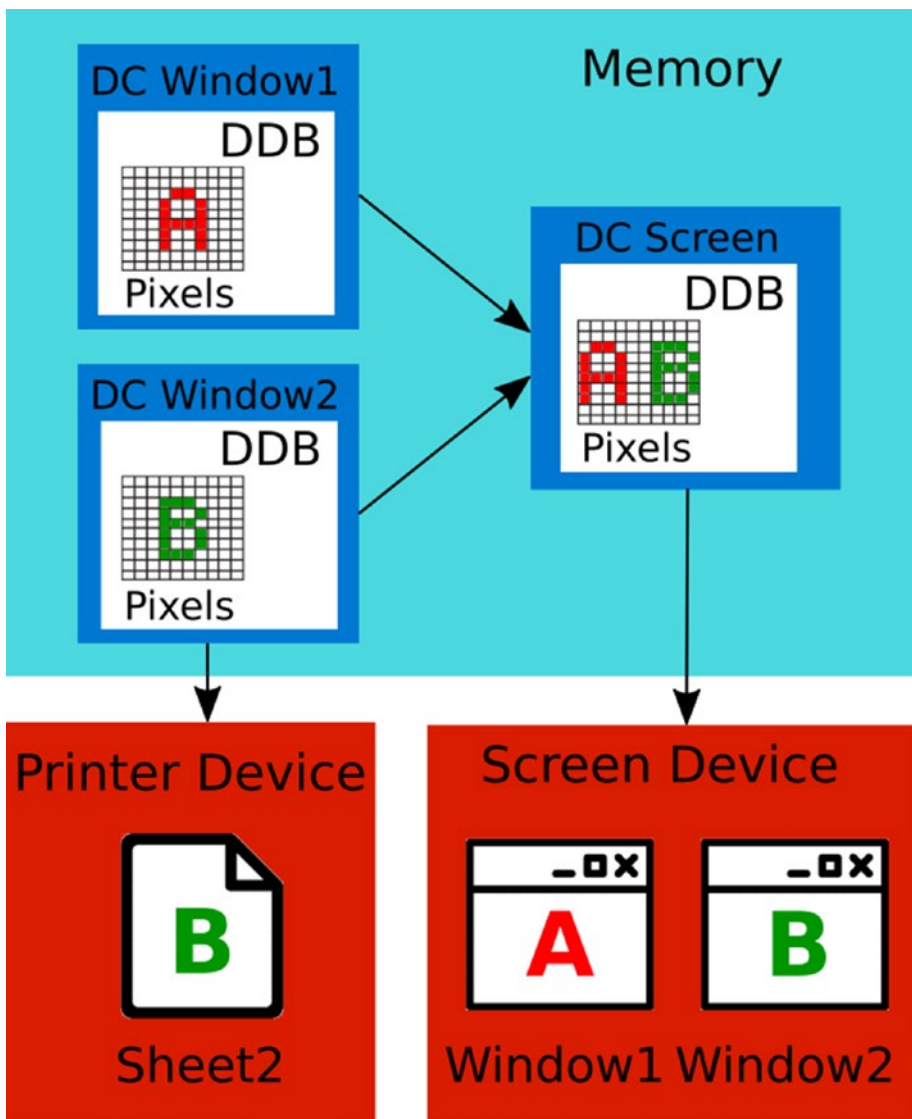 Memory
DC Window1
DDB
A
Pixels
DC Window2
DDB
B
Pixels
DC Screen
DDB
A B
Pixels
Printer Device
B
Sheet2
Screen Device
A B
Window1 Window2